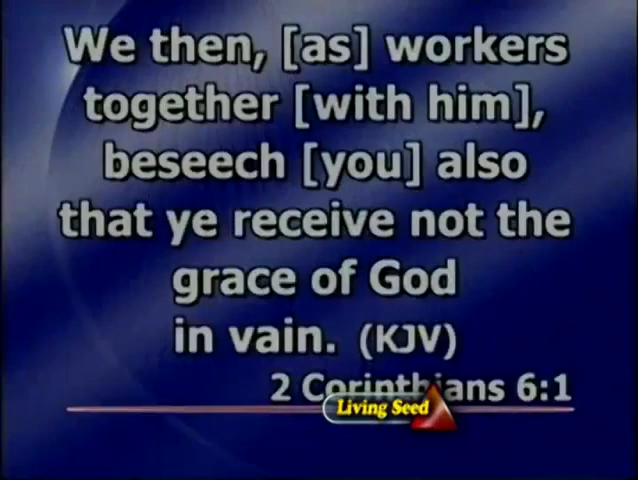 We then, [as] workers
together [with him],
beseech [you] also
that ye receive not the
grace of God
in vain. (KJV)
2 Corinthians 6:1
Living Seed